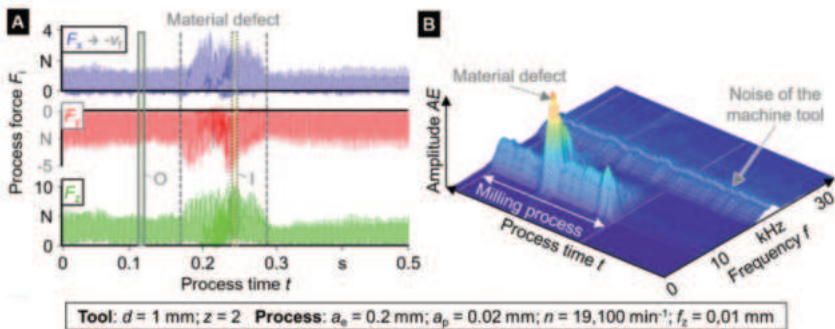 A
Material defect
4
N
0
Fₓ → -vf
0
Fy
N
-5
10
Fz
N
0
O
I
Process force Fi
0
0.1
0.2
0.3
s
0.5
Process time t
B
Material defect
Noise of the
machine tool
Amplitude AE
Milling process
Process time t
0
10
kHz
30
Frequency f
Tool: d = 1 mm; z = 2 Process: aₑ = 0.2 mm; aₚ = 0.02 mm; n = 19,100 min⁻¹; fz = 0,01 mm